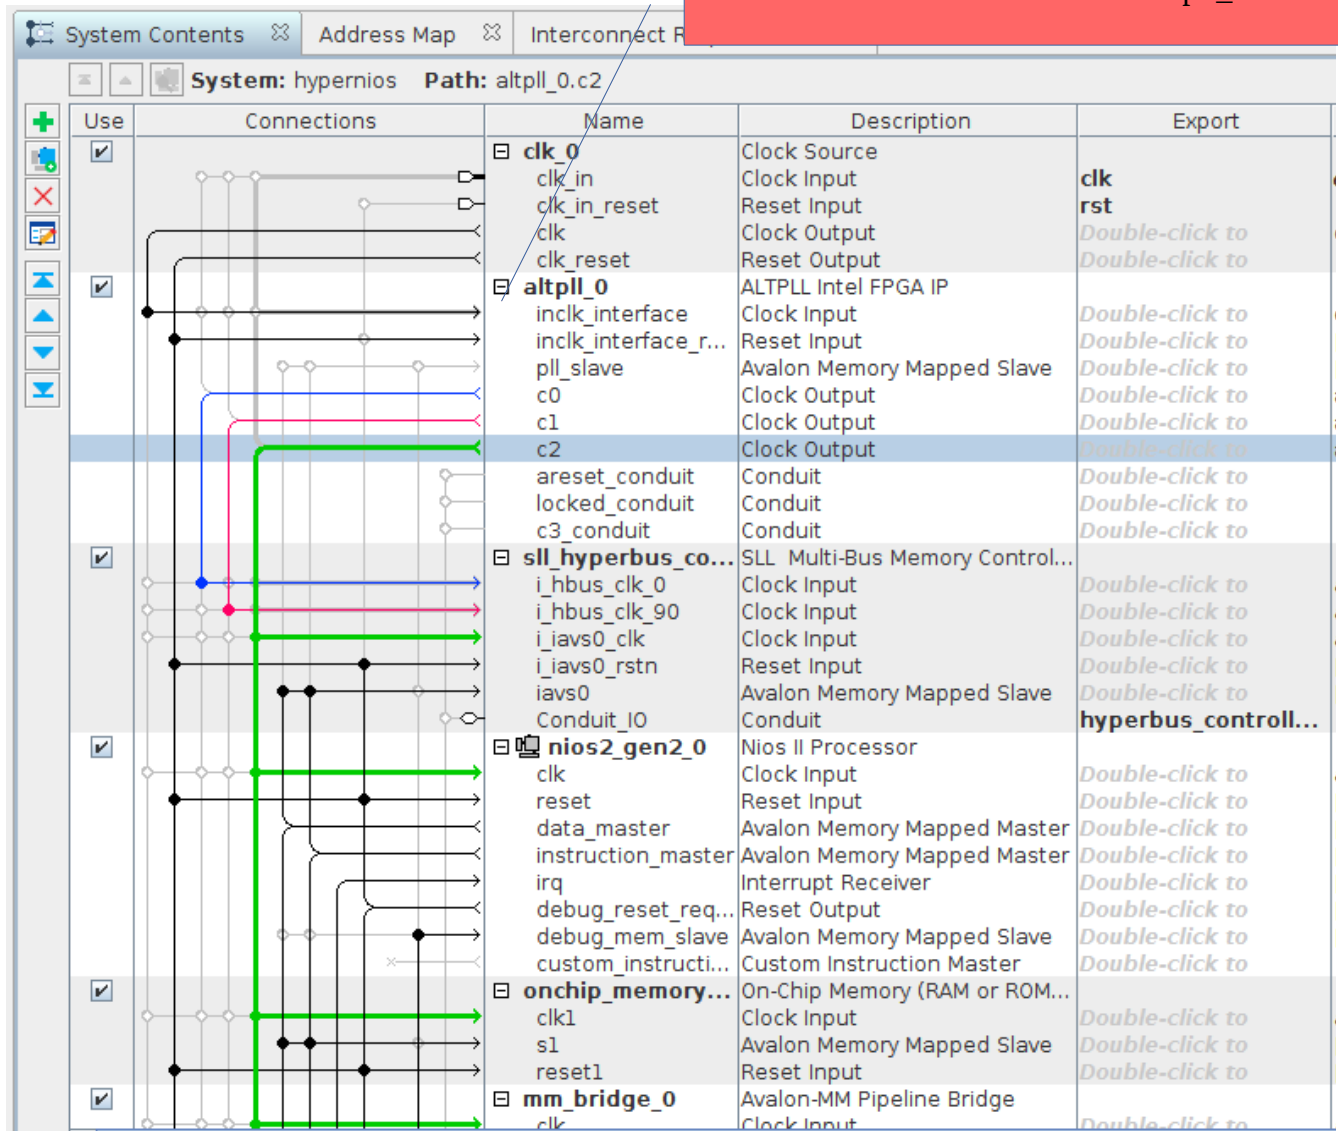 System Contents Address Map Interconnect R
System: hypernios Path: altpll_0.c2
Use Connections Name Description Export
clk_0 Clock Source
clk_in Clock Input clk
clk_in_reset Reset Input rst
clk Clock Output Double-click to
clk_reset Reset Output Double-click to
altpll_0 ALTPLL Intel FPGA IP
inclk_interface Clock Input Double-click to
inclk_interface_r... Reset Input Double-click to
pll_slave Avalon Memory Mapped Slave Double-click to
c0 Clock Output Double-click to
c1 Clock Output Double-click to
c2 Clock Output Double-click to
areset_conduit Conduit Double-click to
locked_conduit Conduit Double-click to
c3_conduit Conduit Double-click to
sll_hyperbus_co... SLL Multi-Bus Memory Control...
i_hbus_clk_0 Clock Input Double-click to
i_hbus_clk_90 Clock Input Double-click to
i_iavs0_clk Clock Input Double-click to
i_iavs0_rstn Reset Input Double-click to
iavs0 Avalon Memory Mapped Slave Double-click to
Conduit_IO Conduit hyperbus_controll...
nios2_gen2_0 Nios II Processor
clk Clock Input Double-click to
reset Reset Input Double-click to
data_master Avalon Memory Mapped Master Double-click to
instruction_master Avalon Memory Mapped Master Double-click to
irq Interrupt Receiver Double-click to
debug_reset_req... Reset Output Double-click to
debug_mem_slave Avalon Memory Mapped Slave Double-click to
custom_instructi... Custom Instruction Master Double-click to
onchip_memory... On-Chip Memory (RAM or ROM...
clk1 Clock Input Double-click to
s1 Avalon Memory Mapped Slave Double-click to
reset1 Reset Input Double-click to
mm_bridge_0 Avalon-MM Pipeline Bridge
clk Clock Input Double-click to